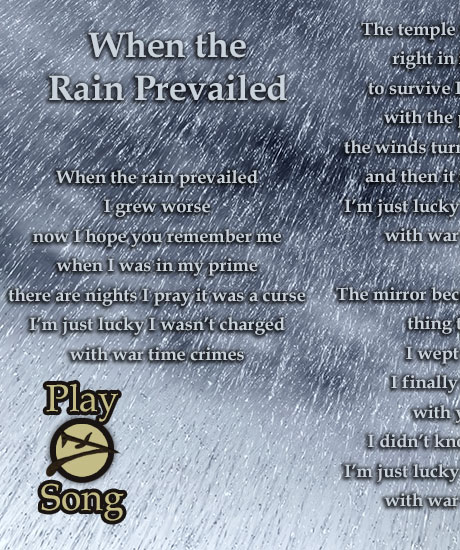 When the
Rain Prevailed
When the rain prevailed
I grew worse
now I hope you remember me
when I was in my prime
there are nights I pray it was a curse
I'm just lucky I wasn't charged
with war time crimes
Play
Song
The temple
right in
to survive
with the
the winds turn
and then it
I'm just lucky
with war
The mirror bec
thing
I wept
I finally
with
I didn't kno
I'm just lucky
with war